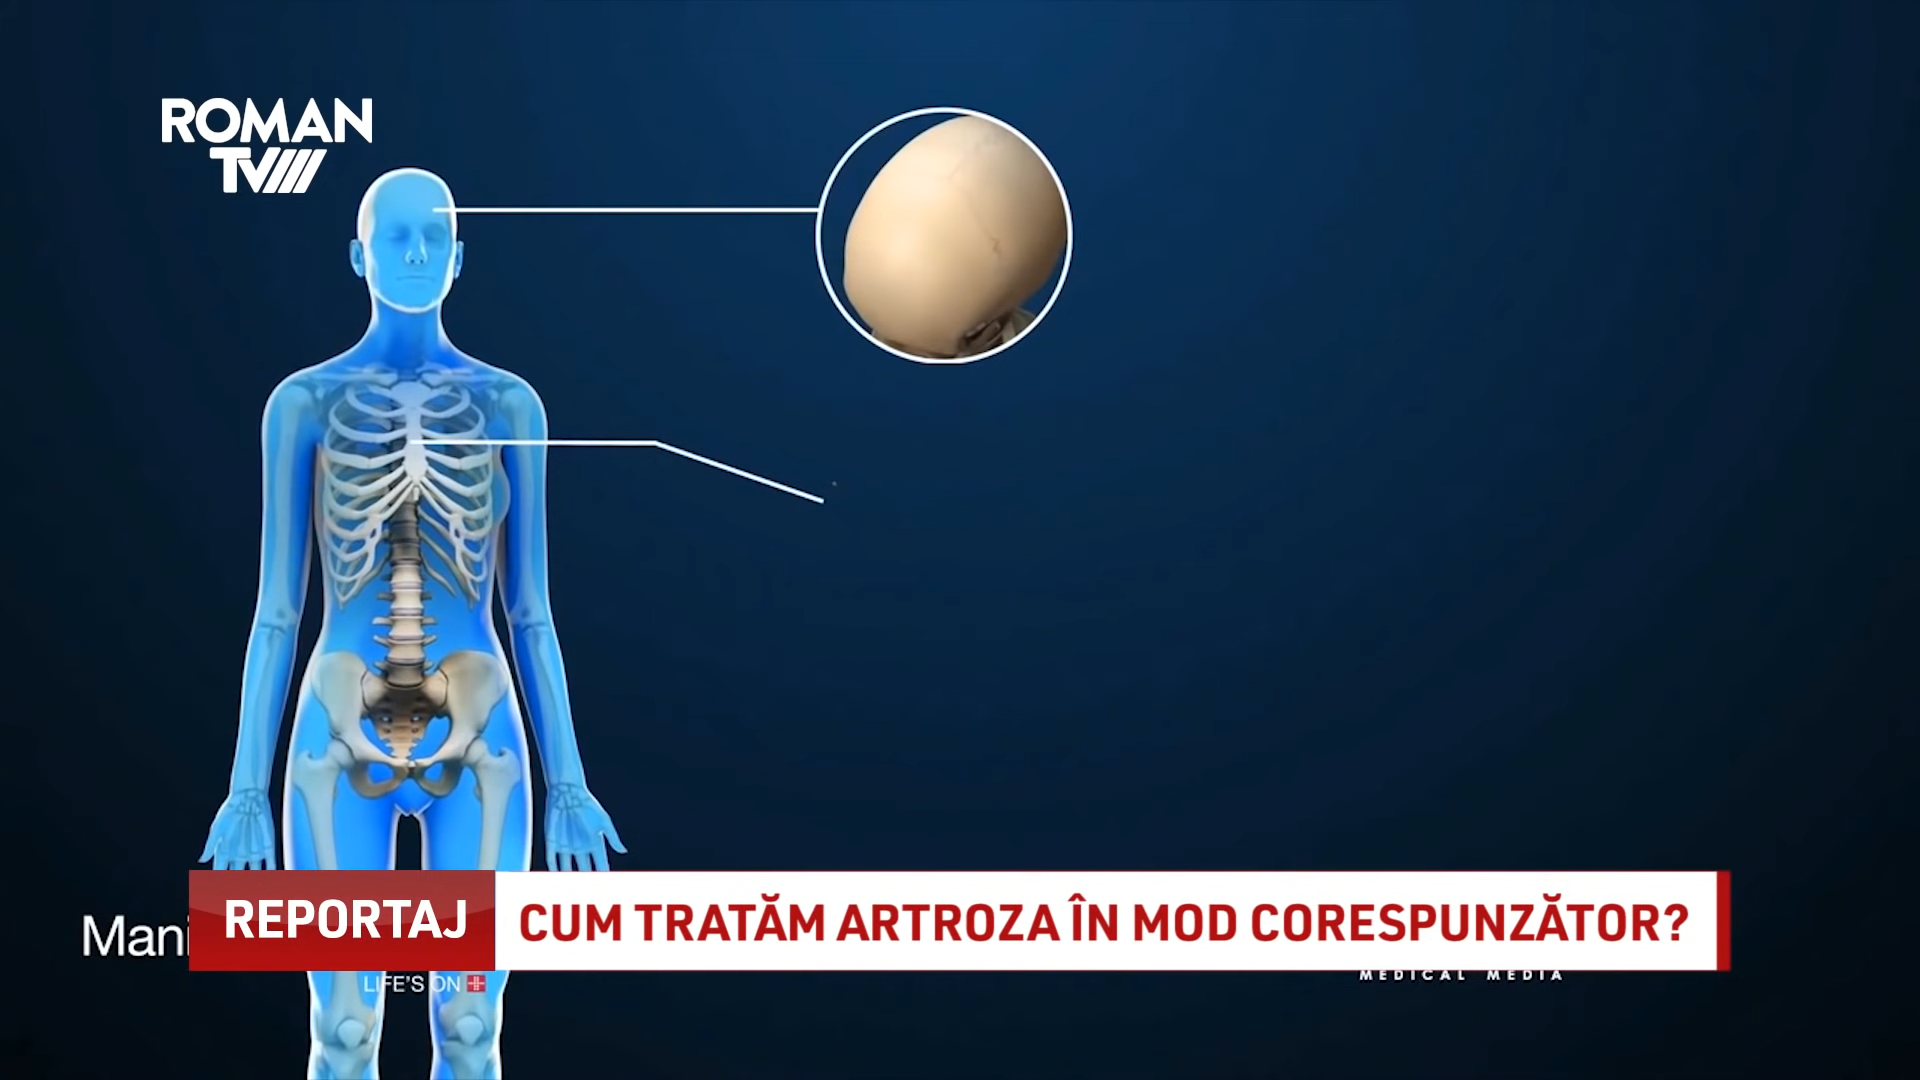 ROMAN
TV
REPORTAJ
CUM TRATĂM ARTROZA ÎN MOD CORESPUNZĂTOR?
LIFE'S ON
MEDICAL MEDIA